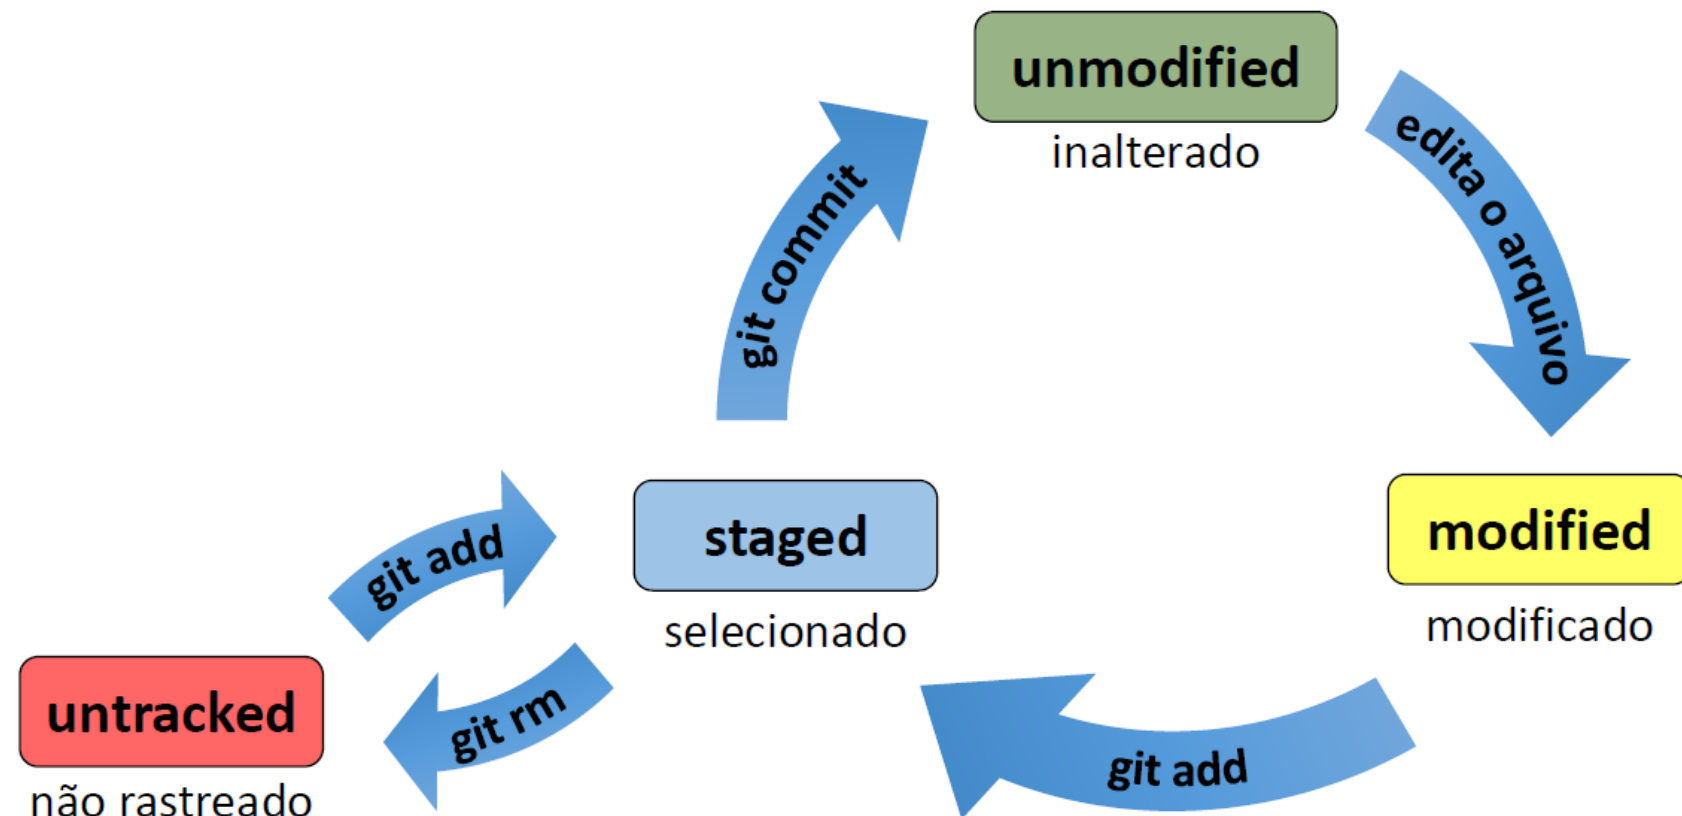 unmodified
inalterado
edita o arquivo
git commit
staged
selecionado
modified
modificado
git add
git rm
untracked
não rastreado
git add